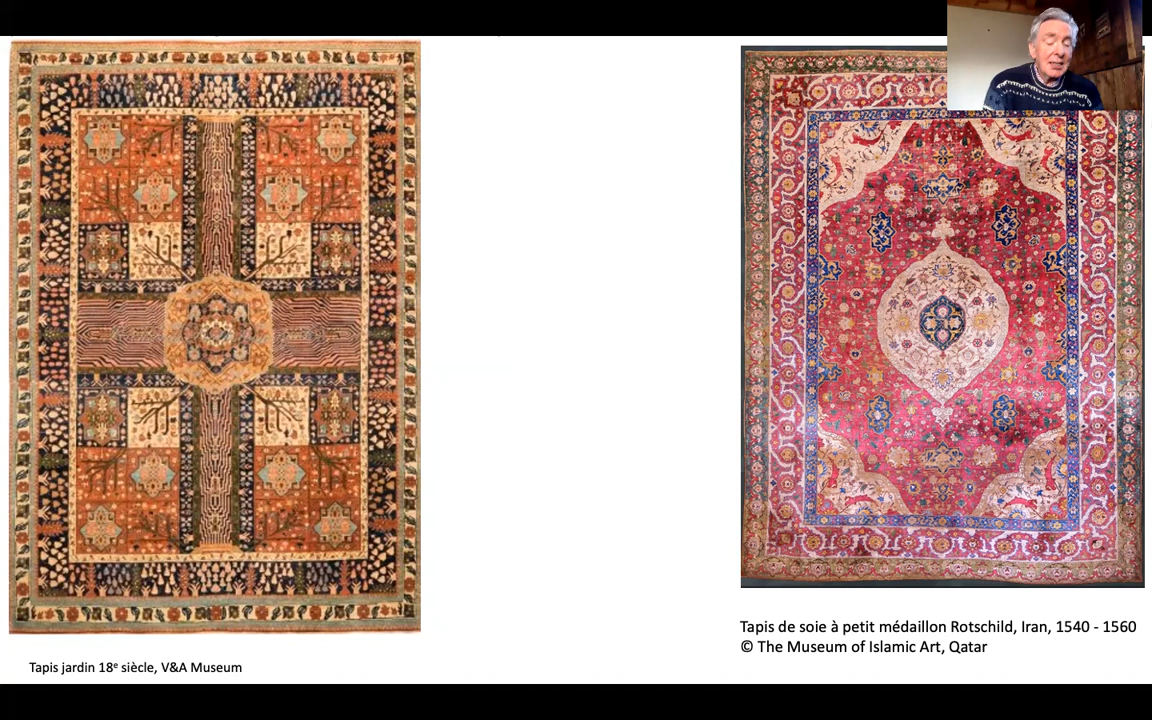 Tapis de soie à petit médaillon Rotschild, Iran, 1540 - 1560
© The Museum of Islamic Art, Qatar
Tapis jardin 18e siècle, V&A Museum